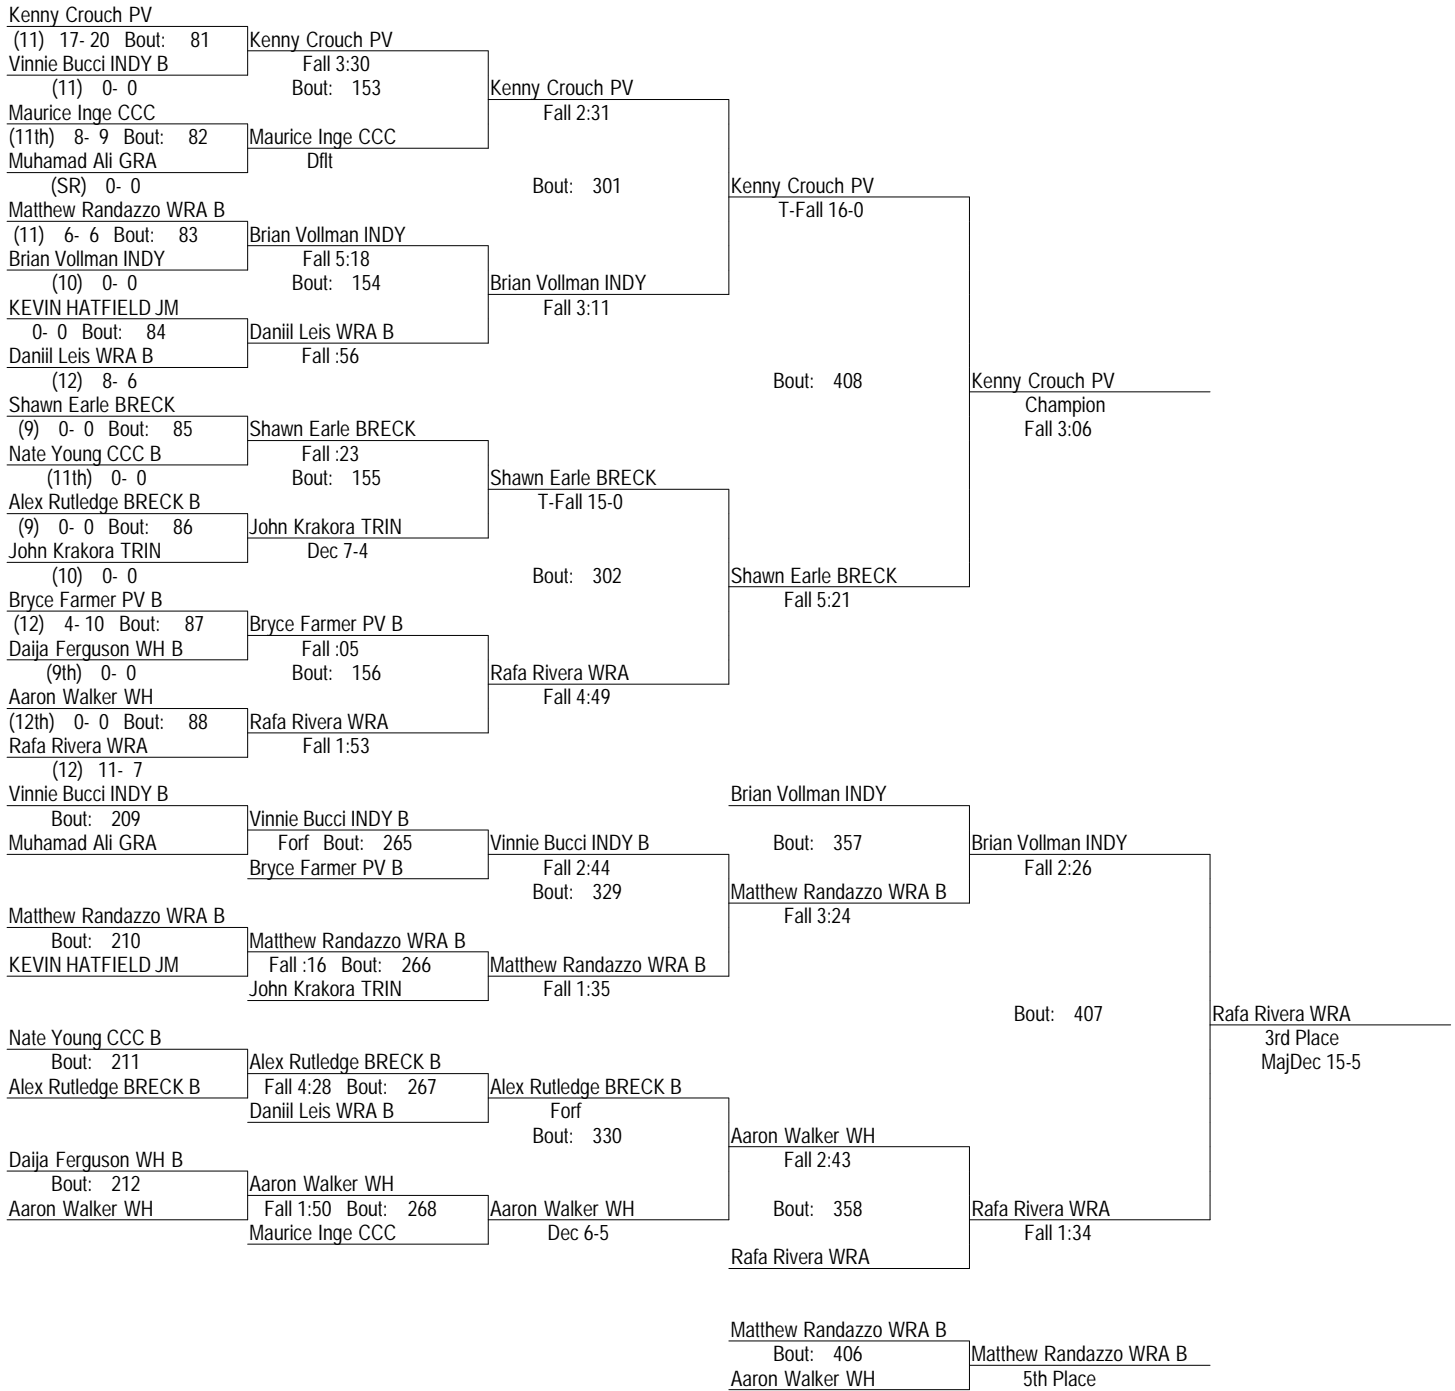 Kenny Crouch PV
(11) 17- 20 Bout: 81 Kenny Crouch PV
Vinnie Bucci INDY B Fall 3:30
(11) 0- 0 Bout: 153 Kenny Crouch PV
Maurice Inge CCC Fall 2:31
(11th) 8- 9 Bout: 82 Maurice Inge CCC
Muhamad Ali GRA Dflt
(SR) 0- 0 Bout: 301 Kenny Crouch PV
Matthew Randazzo WRA B T-Fall 16-0
(11) 6- 6 Bout: 83 Brian Vollman INDY
Brian Vollman INDY Fall 5:18
(10) 0- 0 Bout: 154 Brian Vollman INDY
KEVIN HATFIELD JM Fall 3:11
0- 0 Bout: 84 Daniil Leis WRA B
Daniil Leis WRA B Fall :56
(12) 8- 6 Bout: 408 Kenny Crouch PV
Shawn Earle BRECK Champion
(9) 0- 0 Bout: 85 Shawn Earle BRECK Fall 3:06
Nate Young CCC B Fall :23
(11th) 0- 0 Bout: 155 Shawn Earle BRECK
Alex Rutledge BRECK B T-Fall 15-0
(9) 0- 0 Bout: 86 John Krakora TRIN
John Krakora TRIN Dec 7-4
(10) 0- 0 Bout: 302 Shawn Earle BRECK
Bryce Farmer PV B Fall 5:21
(12) 4- 10 Bout: 87 Bryce Farmer PV B
Daija Ferguson WH B Fall :05
(9th) 0- 0 Bout: 156 Rafa Rivera WRA
Aaron Walker WH Fall 4:49
(12th) 0- 0 Bout: 88 Rafa Rivera WRA
Rafa Rivera WRA Fall 1:53
(12) 11- 7
Vinnie Bucci INDY B Brian Vollman INDY
Bout: 209 Vinnie Bucci INDY B
Muhamad Ali GRA Forf Bout: 265 Vinnie Bucci INDY B Bout: 357 Brian Vollman INDY
Bryce Farmer PV B Fall 2:44 Fall 2:26
Bout: 329 Matthew Randazzo WRA B
Matthew Randazzo WRA B Fall 3:24
Bout: 210 Matthew Randazzo WRA B
KEVIN HATFIELD JM Fall :16 Bout: 266 Matthew Randazzo WRA B
John Krakora TRIN Fall 1:35
Bout: 407 Rafa Rivera WRA
Nate Young CCC B 3rd Place
Bout: 211 Alex Rutledge BRECK B MajDec 15-5
Alex Rutledge BRECK B Fall 4:28 Bout: 267 Alex Rutledge BRECK B
Daniil Leis WRA B Forf
Bout: 330 Aaron Walker WH
Daija Ferguson WH B Fall 2:43
Bout: 212 Aaron Walker WH
Aaron Walker WH Fall 1:50 Bout: 268 Aaron Walker WH Bout: 358 Rafa Rivera WRA
Maurice Inge CCC Dec 6-5 Fall 1:34
Rafa Rivera WRA
Matthew Randazzo WRA B
Bout: 406 Matthew Randazzo WRA B
Aaron Walker WH 5th Place